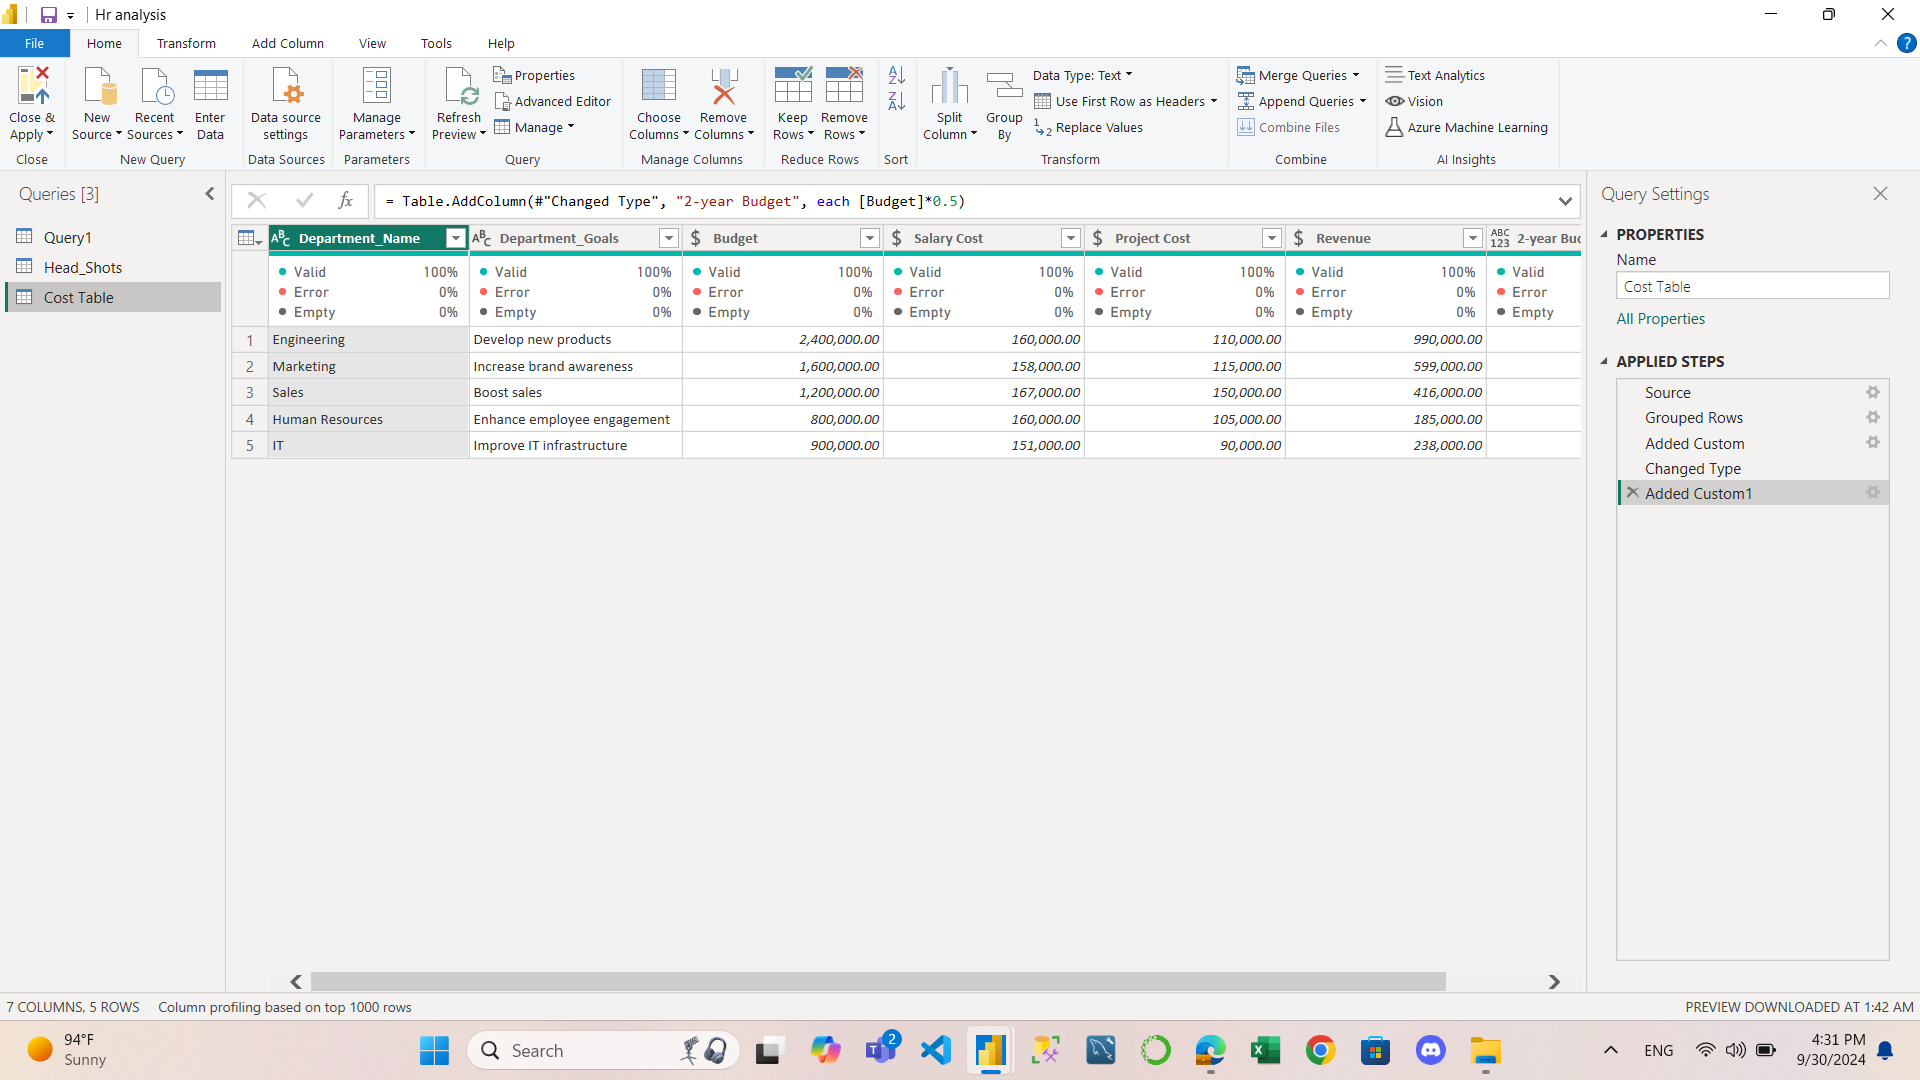 Hr analysis
File Home Transform Add Column View Tools Help
Close & Apply
New Source
Recent Sources
Enter Data
Data source settings
Manage Parameters
Refresh Preview
Properties
Advanced Editor
Manage
Choose Columns
Remove Columns
Keep Rows
Remove Rows
Split Column
Group By
Data Type: Text
Use First Row as Headers
Replace Values
Merge Queries
Append Queries
Combine Files
Text Analytics
Vision
Azure Machine Learning
Close New Query Data Sources Parameters Query Manage Columns Reduce Rows Sort Transform Combine AI Insights
Queries [3]
Query1
Head_Shots
Cost Table
fx = Table.AddColumn(#"Changed Type", "2-year Budget", each [Budget]*0.5)
Department_Name Department_Goals $ Budget $ Salary Cost $ Project Cost $ Revenue ABC 123 2-year Bud
Valid 100% Valid 100% Valid 100% Valid 100% Valid 100% Valid 100% Valid
Error 0% Error 0% Error 0% Error 0% Error 0% Error 0% Error
Empty 0% Empty 0% Empty 0% Empty 0% Empty 0% Empty 0% Empty
1 Engineering Develop new products 2,400,000.00 160,000.00 110,000.00 990,000.00
2 Marketing Increase brand awareness 1,600,000.00 158,000.00 115,000.00 599,000.00
3 Sales Boost sales 1,200,000.00 167,000.00 150,000.00 416,000.00
4 Human Resources Enhance employee engagement 800,000.00 160,000.00 105,000.00 185,000.00
5 IT Improve IT infrastructure 900,000.00 151,000.00 90,000.00 238,000.00
Query Settings
PROPERTIES
Name
Cost Table
All Properties
APPLIED STEPS
Source
Grouped Rows
Added Custom
Changed Type
Added Custom1
7 COLUMNS, 5 ROWS Column profiling based on top 1000 rows PREVIEW DOWNLOADED AT 1:42 AM
94°F
Sunny
Search
2
ENG
4:31 PM
9/30/2024